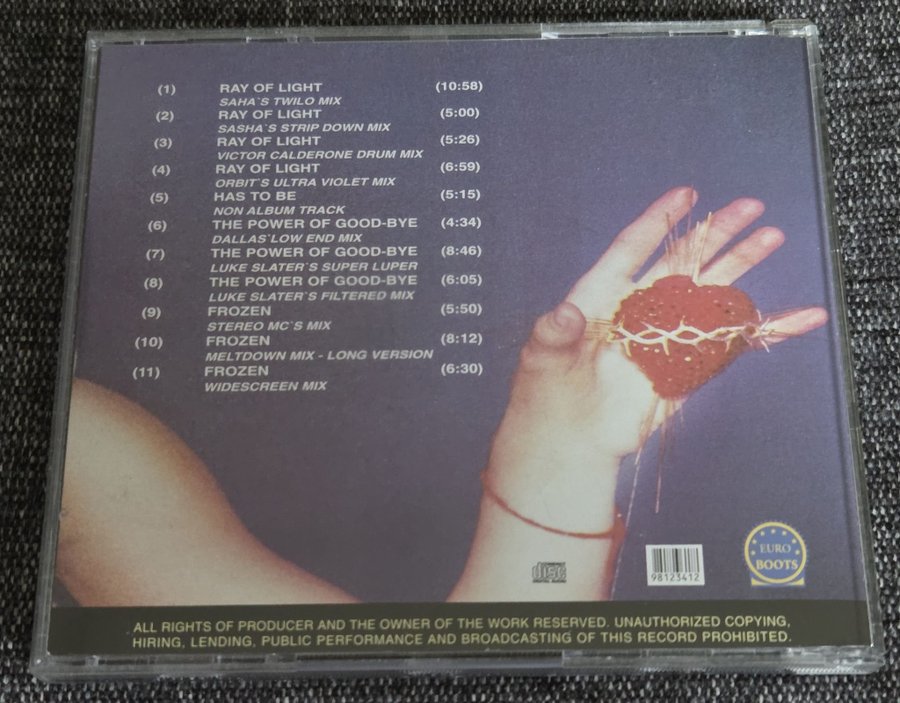 (1) RAY OF LIGHT (10:58)
SAHA`S TWILO MIX
(2) RAY OF LIGHT (5:00)
SASHA`S STRIP DOWN MIX
(3) RAY OF LIGHT (5:26)
VICTOR CALDERONE DRUM MIX
(4) RAY OF LIGHT (6:59)
ORBIT`S ULTRA VIOLET MIX
(5) HAS TO BE (5:15)
NON ALBUM TRACK
(6) THE POWER OF GOOD-BYE (4:34)
DALLAS`LOW END MIX
(7) THE POWER OF GOOD-BYE (8:46)
LUKE SLATER`S SUPER LUPER
(8) THE POWER OF GOOD-BYE (6:05)
LUKE SLATER`S FILTERED MIX
(9) FROZEN (5:50)
STEREO MC`S MIX
(10) FROZEN (8:12)
MELTDOWN MIX - LONG VERSION
(11) FROZEN (6:30)
WIDESCREEN MIX
disc
DIGITAL AUDIO
98123412
EURO
BOOTS
ALL RIGHTS OF PRODUCER AND THE OWNER OF THE WORK RESERVED. UNAUTHORIZED COPYING,
HIRING, LENDING, PUBLIC PERFORMANCE AND BROADCASTING OF THIS RECORD PROHIBITED.